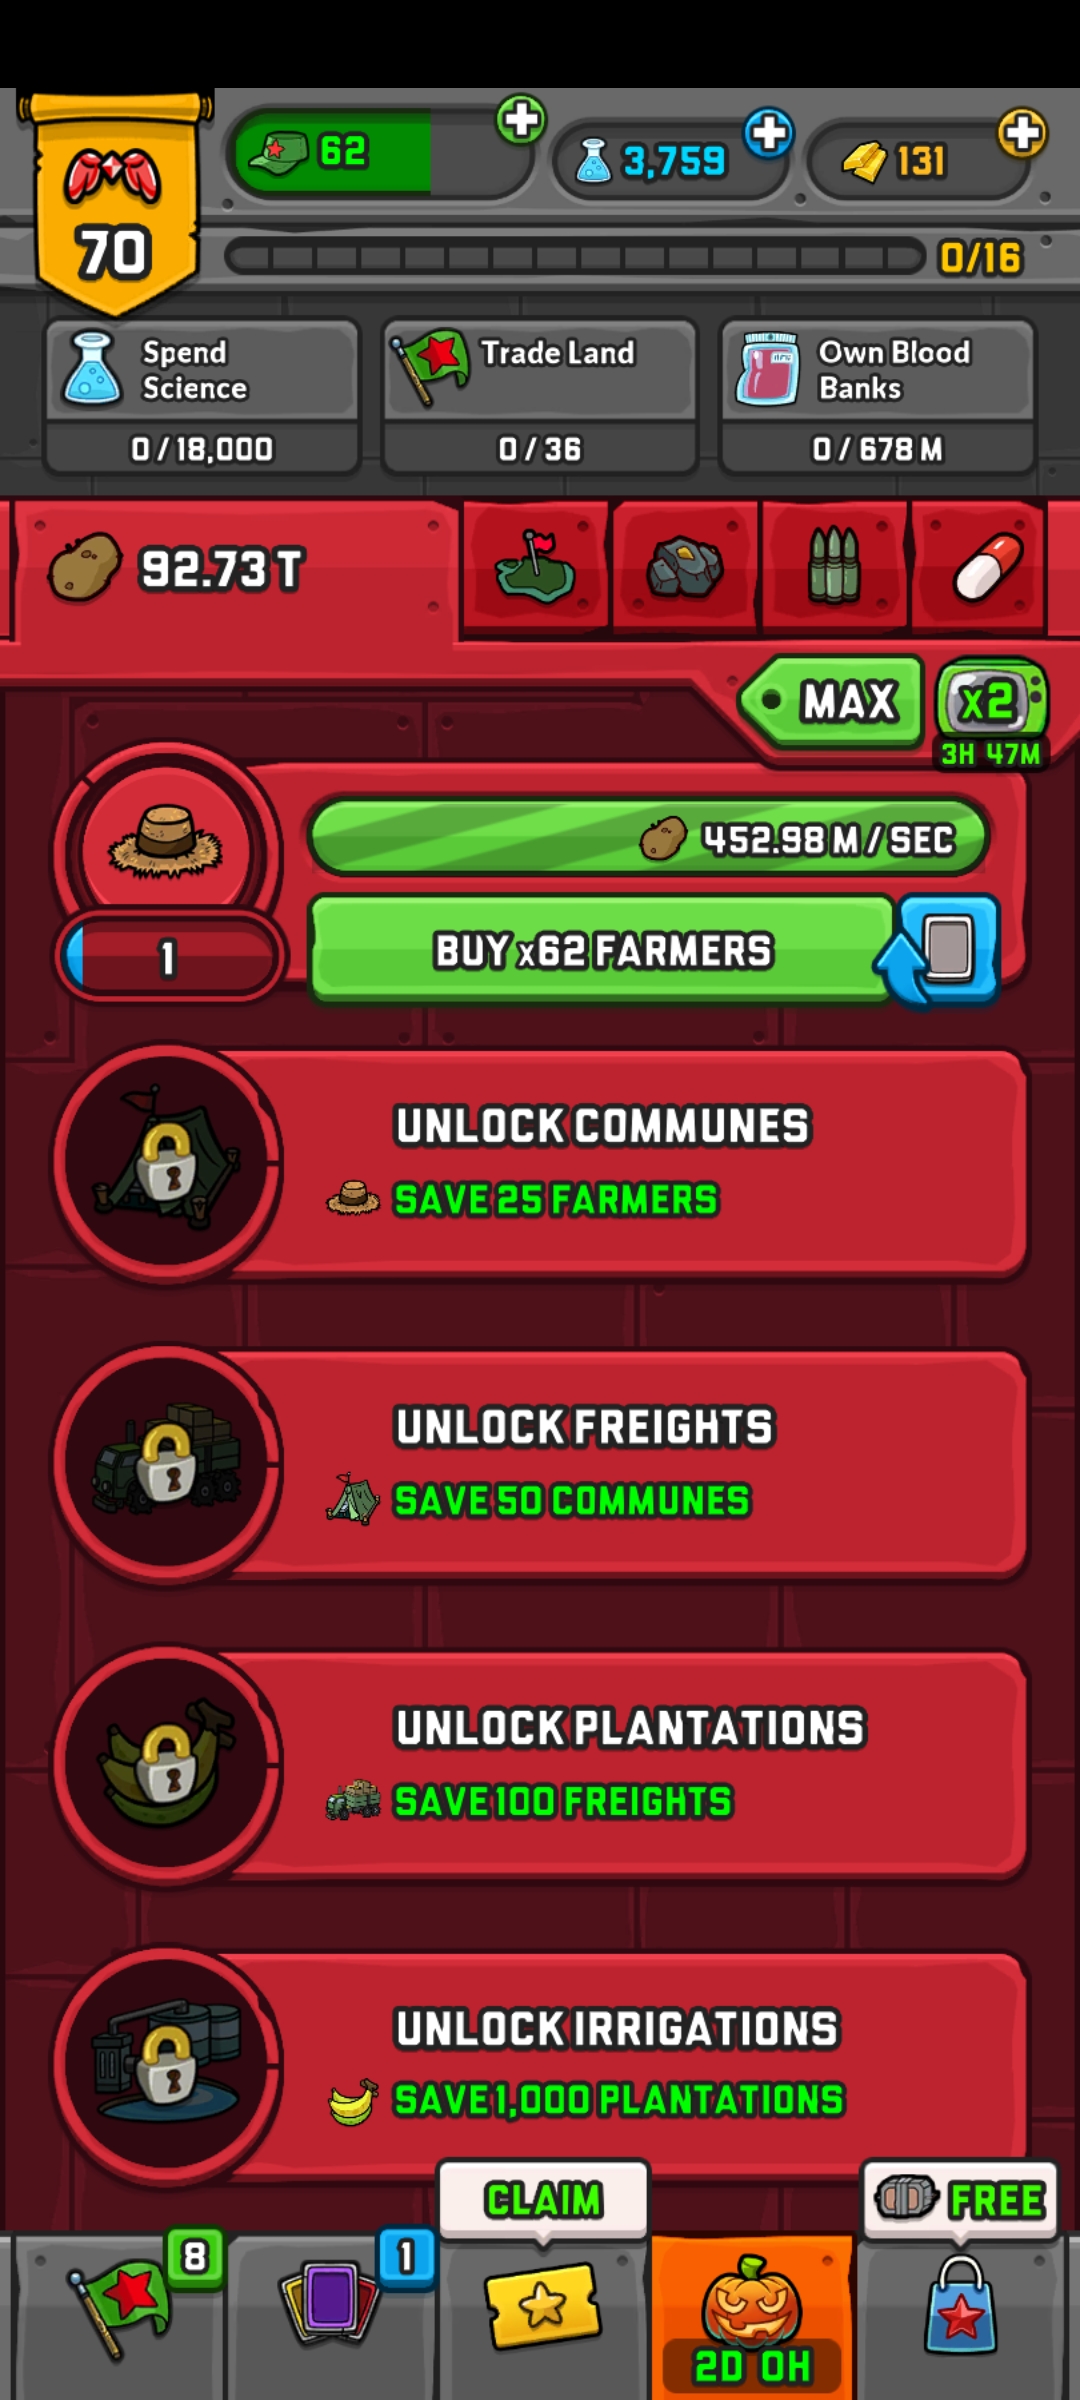 62
3,759
131
70
0/16
Spend
Science
Trade Land
Own Blood
Banks
0 / 18,000
0 / 36
0 / 678 M
92.73 T
MAX
x2
3H 47M
452.98 M / SEC
1
BUY x62 FARMERS
UNLOCK COMMUNES
SAVE 25 FARMERS
UNLOCK FREIGHTS
SAVE 50 COMMUNES
UNLOCK PLANTATIONS
SAVE 100 FREIGHTS
UNLOCK IRRIGATIONS
SAVE 1,000 PLANTATIONS
CLAIM
FREE
8
1
2D 0H